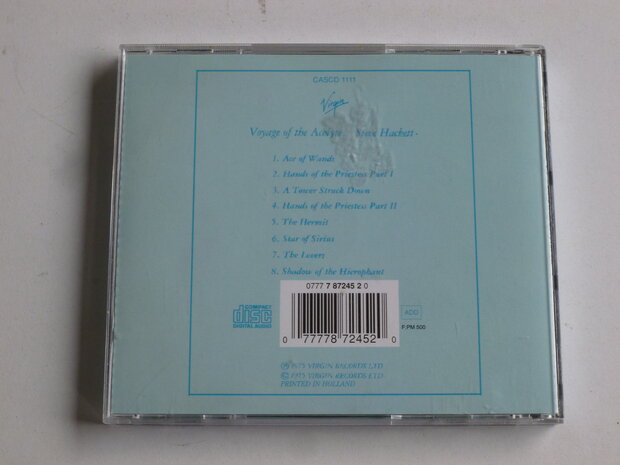 CASCD 1111
Virgin
Voyage of the Acolyte Steve Hackett -
1. Ace of Wands
2. Hands of the Priestess Part I
3. A Tower Struck Down
4. Hands of the Priestess Part II
5. The Hermit
6. Star of Sirius
7. The Lovers
8. Shadow of the Hierophant
0777 7 87245 2 0
COMPACT
disc
DIGITAL AUDIO
0 77778 72452 0
ADD
F:PM 500
Ⓟ 1975 VIRGIN RECORDS LTD
© 1975 VIRGIN RECORDS LTD
PRINTED IN HOLLAND